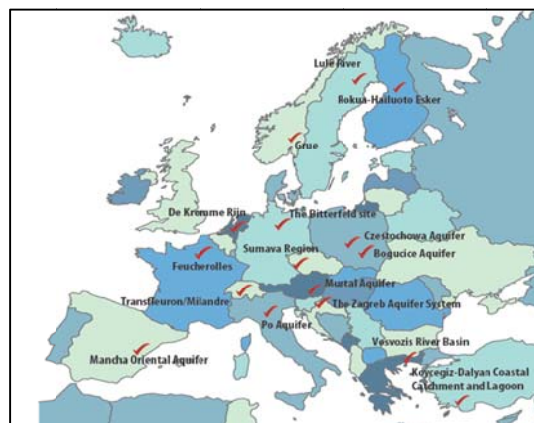 Lule River
Rokua-Hailuoto Esker
Grue
De Kromme Rijn
The Bitterfeld site
Czestochowa Aquifer
Sumava Region
Bogucice Aquifer
Feucherolles
Murtal Aquifer
Transfleuron/Milandre
The Zagreb Aquifer System
Po Aquifer
Vosvozis River Basin
Mancha Oriental Aquifer
Koycegiz-Dalyan Coastal
Catchment and Lagoon